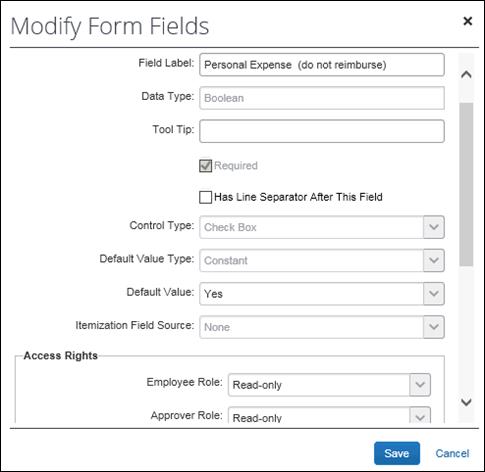 Modify Form Fields
Field Label: Personal Expense (do not reimburse)
Data Type: Boolean
Tool Tip:
Required
Has Line Separator After This Field
Control Type: Check Box
Default Value Type: Constant
Default Value: Yes
Itemization Field Source: None
Access Rights
Employee Role: Read-only
Approver Role: Read-only
Save Cancel